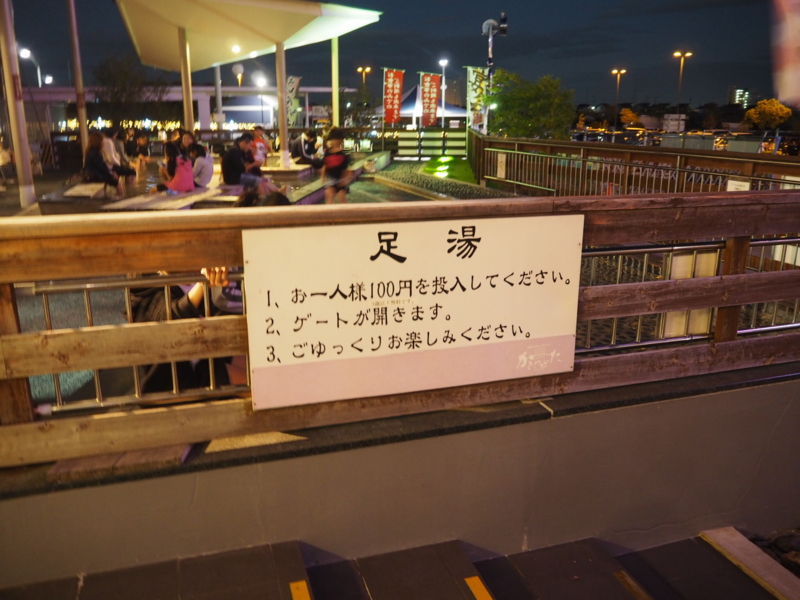 足湯
1、お一人様100円を投入してください。
2、ゲートが開きます。
3、ごゆっくりお楽しみください。